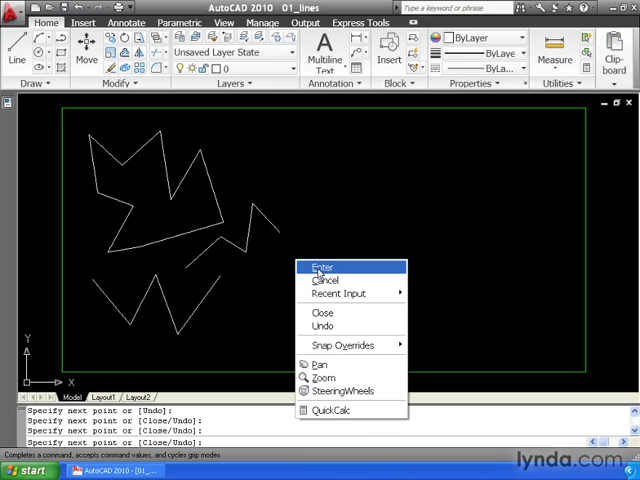 AutoCAD 2010 01_lines
Type a keyword or phrase
Home Insert Annotate Parametric View Manage Output Express Tools
Line
Move
Unsaved Layer State
0
Multiline
Text
Insert
ByLayer
ByLaye...
ByLa...
Measure
Utilities
Clip-
board
Draw Modify Layers Annotation Block Properties Utilities
Enter
Cancel
Recent Input
Close
Undo
Snap Overrides
Pan
Zoom
SteeringWheels
QuickCalc
Y
X
Model Layout1 Layout2
Specify next point or [Undo]:
Specify next point or [Close/Undo]:
Specify next point or [Close/Undo]:
Specify next point or [Close/Undo]:
Completes a command, accepts command values, and cycles grip modes
start AutoCAD 2010 - [01_...
lynda.com